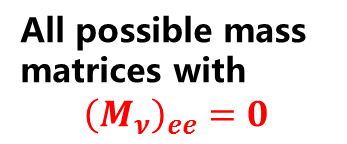 All possible mass
matrices with
(M_ν)_ee = 0